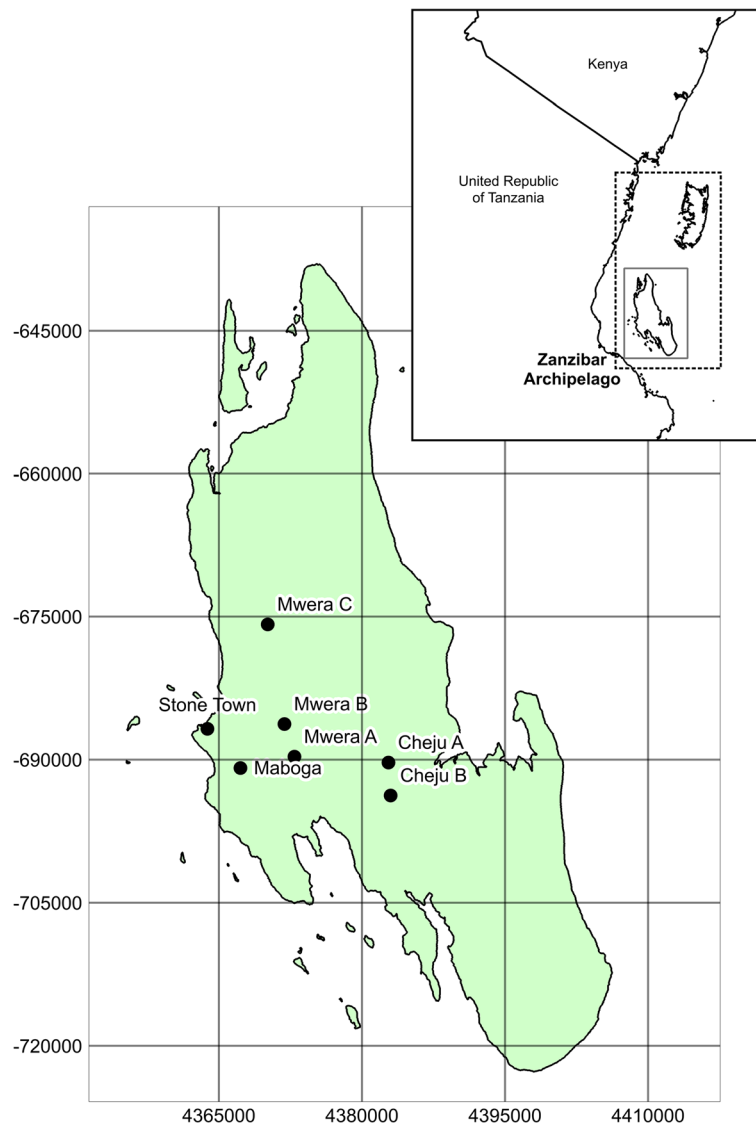 Kenya
United Republic
of Tanzania
Zanzibar
Archipelago
-645000
-660000
-675000
-690000
-705000
-720000
Mwera C
Stone Town
Mwera B
Mwera A
Cheju A
Maboga
Cheju B
4365000
4380000
4395000
4410000